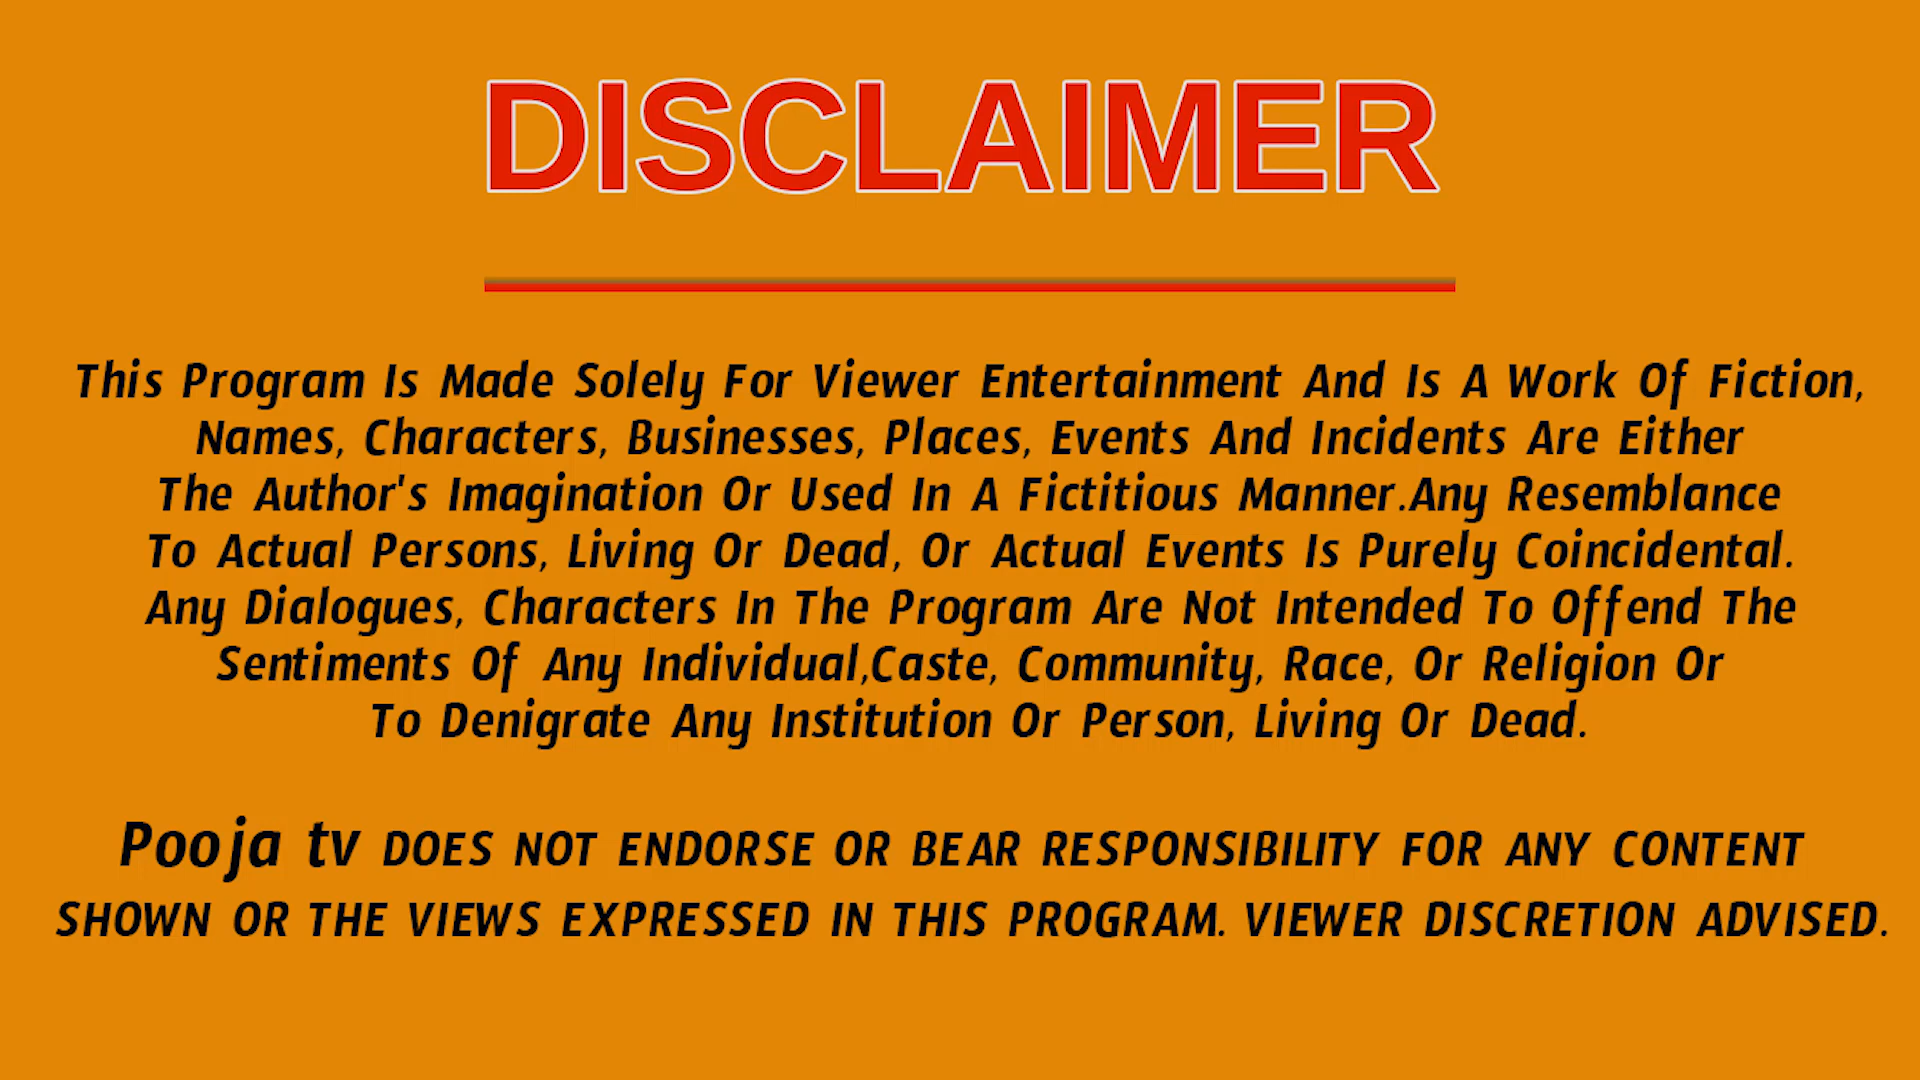 DISCLAIMER
This Program Is Made Solely For Viewer Entertainment And Is A Work Of Fiction,
Names, Characters, Businesses, Places, Events And Incidents Are Either
The Author's Imagination Or Used In A Fictitious Manner.Any Resemblance
To Actual Persons, Living Or Dead, Or Actual Events Is Purely Coincidental.
Any Dialogues, Characters In The Program Are Not Intended To Offend The
Sentiments Of Any Individual,Caste, Community, Race, Or Religion Or
To Denigrate Any Institution Or Person, Living Or Dead.
Pooja tv DOES NOT ENDORSE OR BEAR RESPONSIBILITY FOR ANY CONTENT
SHOWN OR THE VIEWS EXPRESSED IN THIS PROGRAM. VIEWER DISCRETION ADVISED.